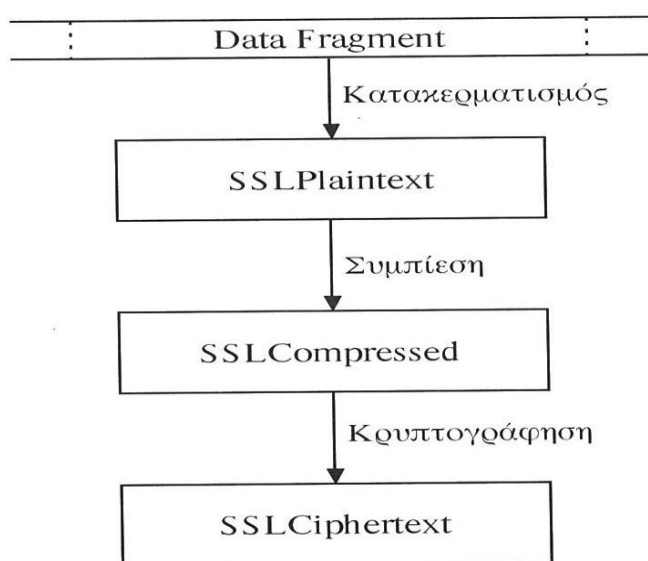 Data Fragment
Κατακερματισμός
SSLPlaintext
Συμπίεση
SSLCompressed
Κρυπτογράφηση
SSLCiphertext